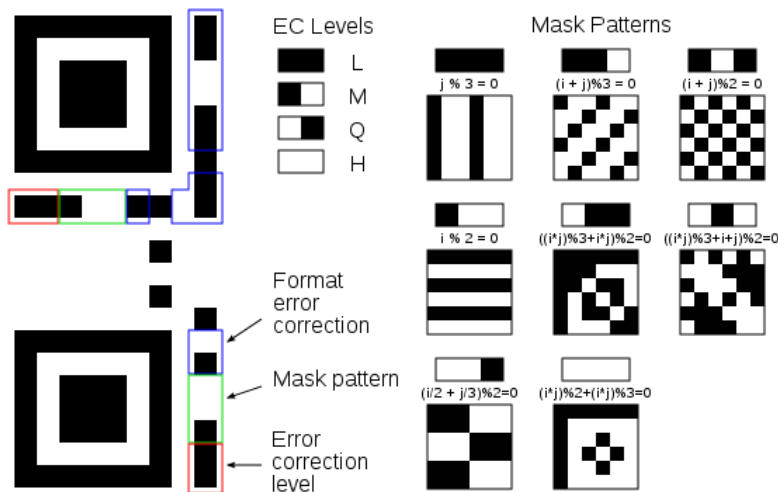 EC Levels
L
M
Q
H
Mask Patterns
j % 3 = 0
(i + j)%3 = 0
(i + j)%2 = 0
i % 2 = 0
((i*j)%3+i*j)%2=0
((i*j)%3+i+j)%2=0
(i/2 + j/3)%2=0
(i*j)%2+(i*j)%3=0
Format
error
correction
Mask pattern
Error
correction
level